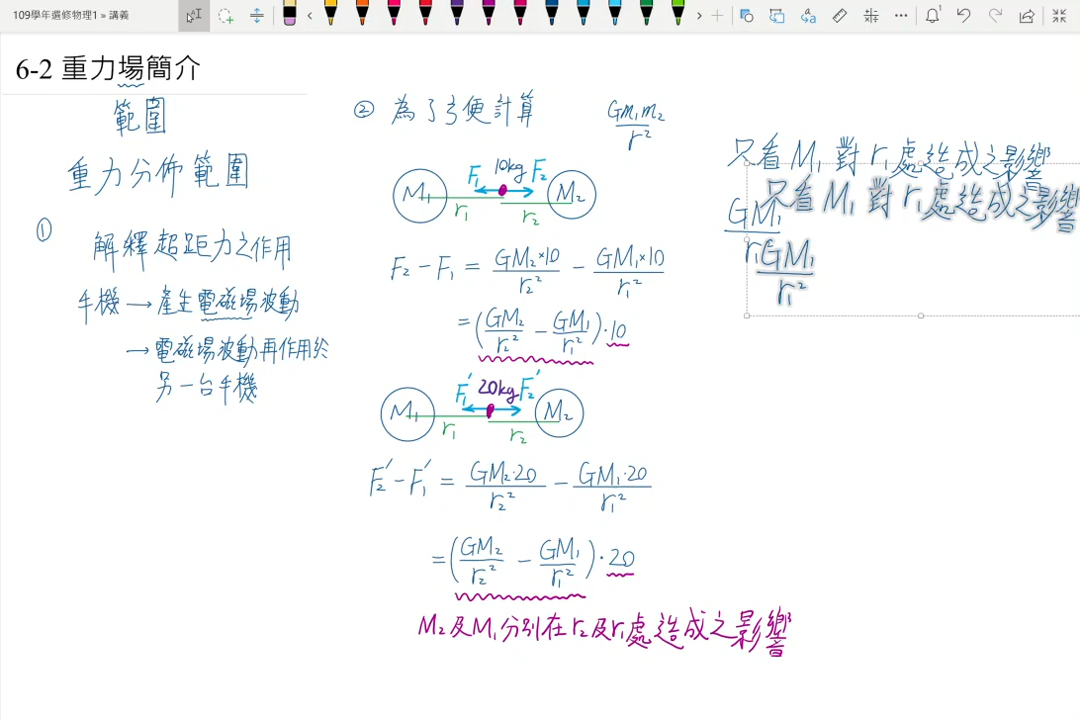 109學年選修物理1 » 講義
6-2 重力場簡介
範圍
重力分佈範圍
①
解釋超距力之作用
手機→產生電磁場波動
→電磁場波動再作用於
另一台手機
② 為了方便計算
Gm₁m₂/r²
F₁ 10kg F₂
M₁ M₂
r₁ r₂
F₂-F₁ = GM₂×10/r₂² - GM₁×10/r₁²
=(GM₂/r₂² - GM₁/r₁²)·10
F₁′ 20kg F₂′
M₁ M₂
r₁ r₂
F₂′-F₁′ = GM₂·20/r₂² - GM₁·20/r₁²
=(GM₂/r₂² - GM₁/r₁²)·20
M₂及M₁分別在r₂及r₁處造成之影響
只看M₁對r₁處造成之影響
只看M₁對r₁處造成之影響
GM₁/r₁
GM₁/r₁²